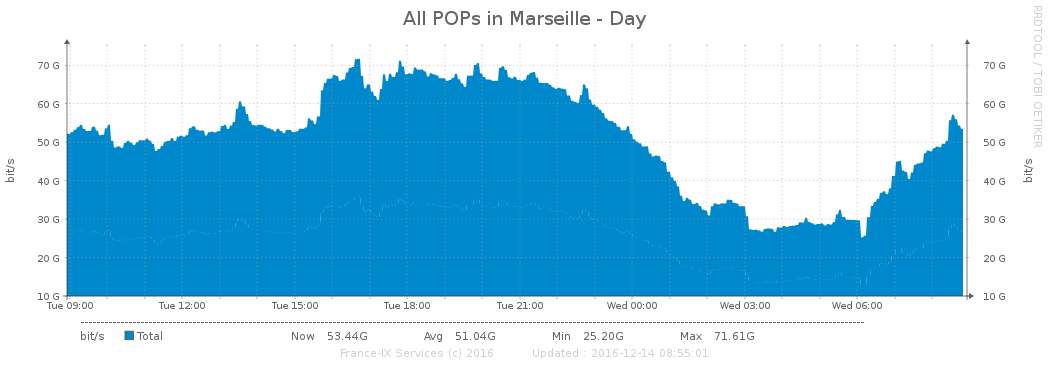 All POPs in Marseille - Day
RRDTOOL / TOBI OETIKER
bit/s
70 G
60 G
50 G
40 G
30 G
20 G
10 G
70 G
60 G
50 G
40 G
30 G
20 G
10 G
bit/s
Tue 09:00 Tue 12:00 Tue 15:00 Tue 18:00 Tue 21:00 Wed 00:00 Wed 03:00 Wed 06:00
bit/s Total Now 53.44G Avg 51.04G Min 25.20G Max 71.61G
France-IX Services (c) 2016 Updated : 2016-12-14 08:55:01